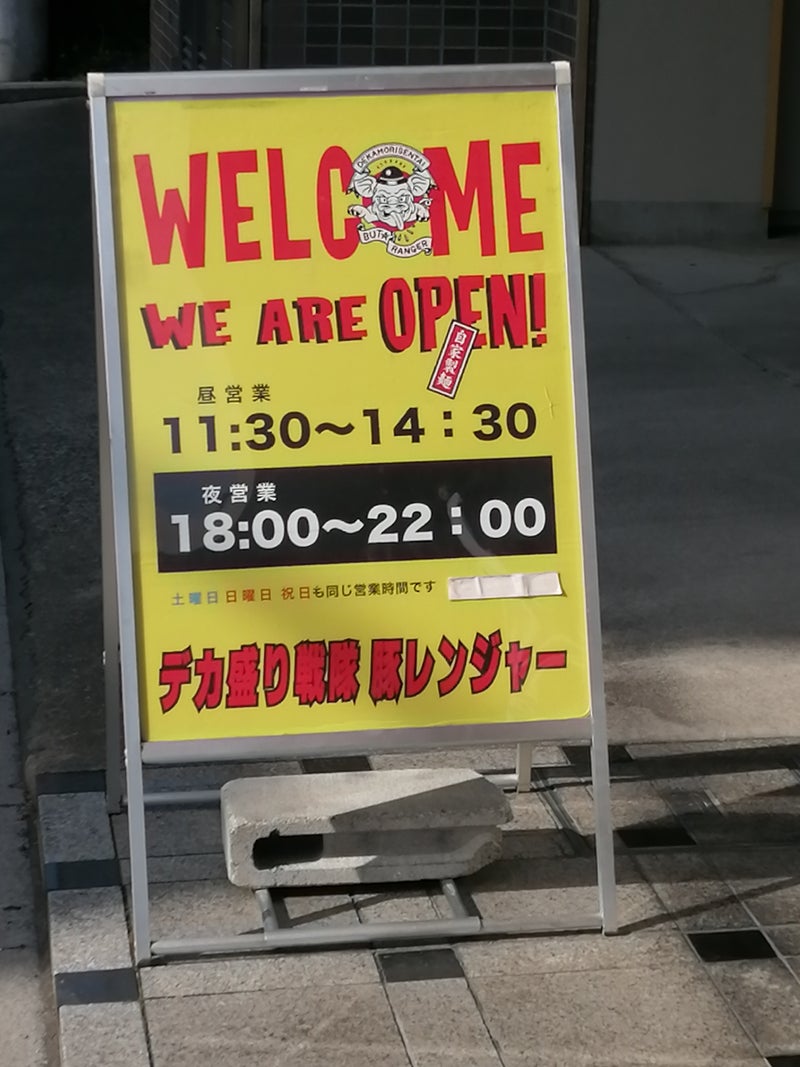 WELCOME
DEKAMORISENTAI
BUTA RANGER
WE ARE OPEN!
自家製麺
昼営業
11:30〜14:30
夜営業
18:00〜22:00
土曜日 日曜日 祝日も同じ営業時間です
デカ盛り戦隊 豚レンジャー